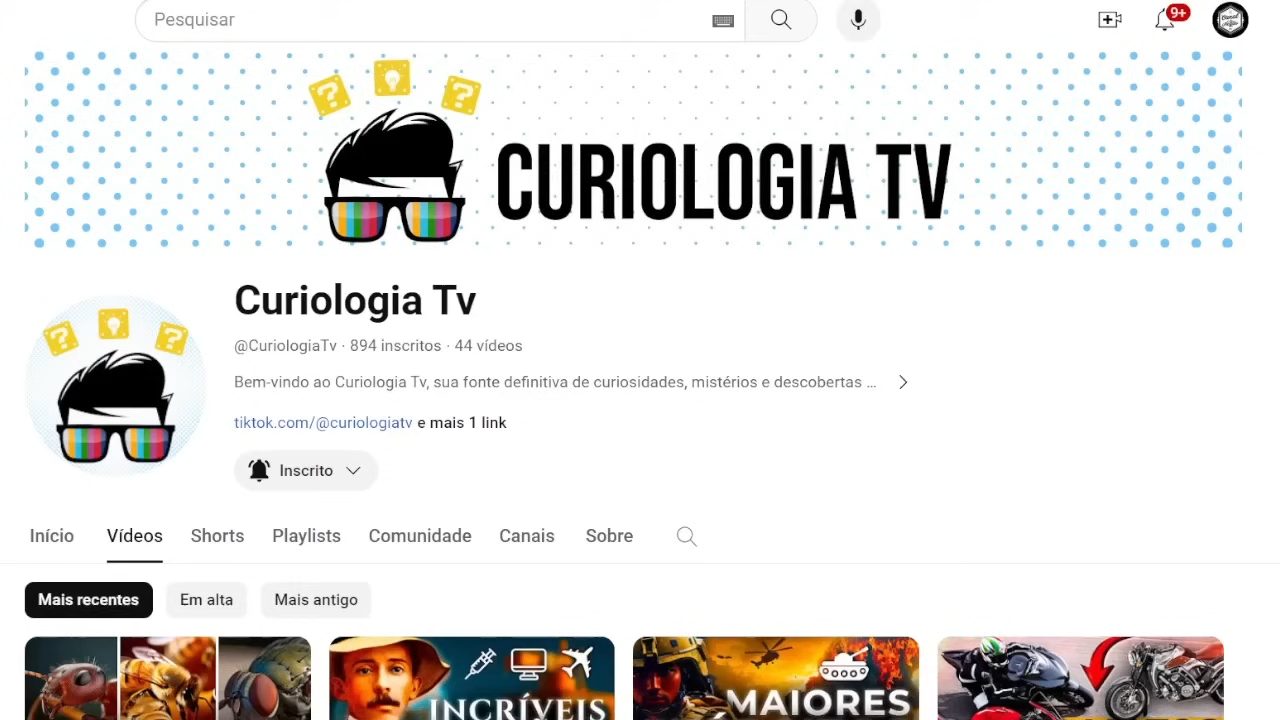 Pesquisar
9+
CURIOLOGIA TV
Curiologia Tv
@CuriologiaTv · 894 inscritos · 44 vídeos
Bem-vindo ao Curiologia Tv, sua fonte definitiva de curiosidades, mistérios e descobertas ...
tiktok.com/@curiologiatv e mais 1 link
Inscrito
Início Vídeos Shorts Playlists Comunidade Canais Sobre
Mais recentes Em alta Mais antigo
INCRÍVEIS MAIORES